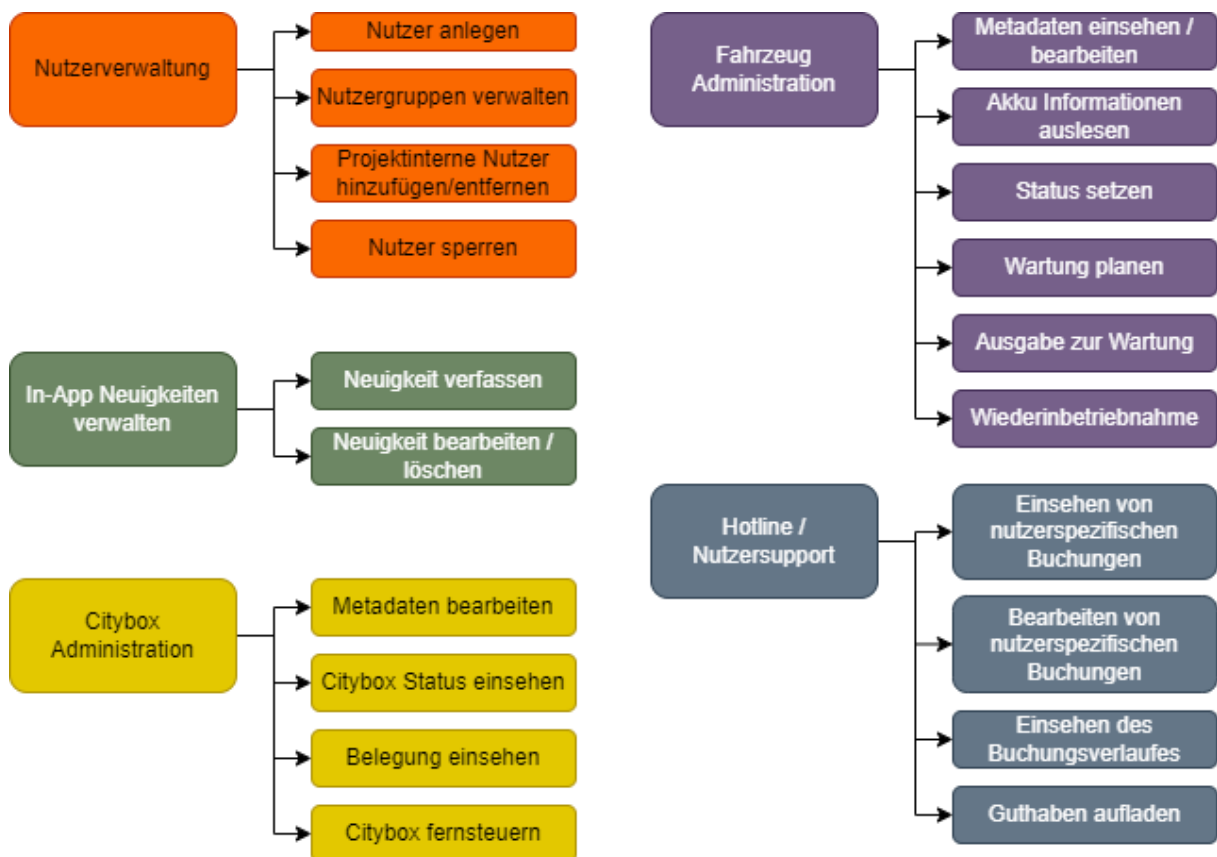 Nutzerverwaltung
Nutzer anlegen
Nutzergruppen verwalten
Projektinterne Nutzer
hinzufügen/entfernen
Nutzer sperren
In-App Neuigkeiten
verwalten
Neuigkeit verfassen
Neuigkeit bearbeiten /
löschen
Citybox
Administration
Metadaten bearbeiten
Citybox Status einsehen
Belegung einsehen
Citybox fernsteuern
Fahrzeug
Administration
Metadaten einsehen /
bearbeiten
Akku Informationen
auslesen
Status setzen
Wartung planen
Ausgabe zur Wartung
Wiederinbetriebnahme
Hotline /
Nutzersupport
Einsehen von
nutzerspezifischen
Buchungen
Bearbeiten von
nutzerspezifischen
Buchungen
Einsehen des
Buchungsverlaufes
Guthaben aufladen